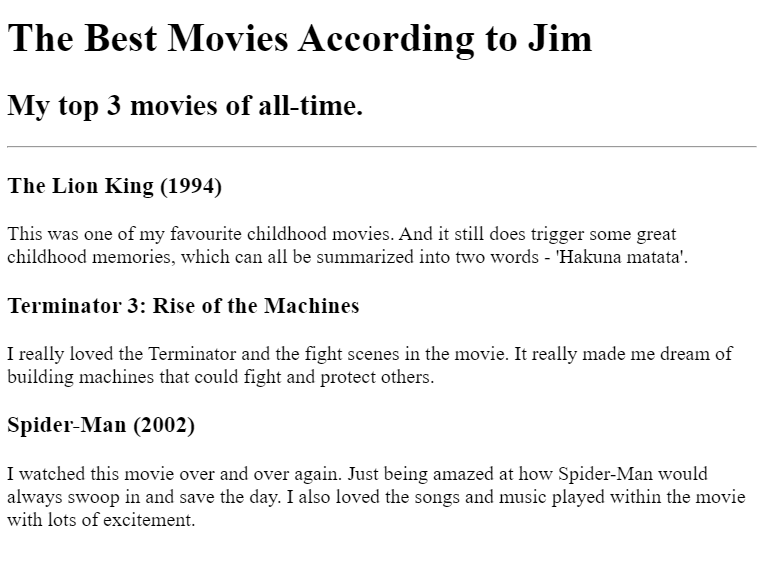 The Best Movies According to Jim
My top 3 movies of all-time.
The Lion King (1994)
This was one of my favourite childhood movies. And it still does trigger some great
childhood memories, which can all be summarized into two words - 'Hakuna matata'.
Terminator 3: Rise of the Machines
I really loved the Terminator and the fight scenes in the movie. It really made me dream of
building machines that could fight and protect others.
Spider-Man (2002)
I watched this movie over and over again. Just being amazed at how Spider-Man would
always swoop in and save the day. I also loved the songs and music played within the movie
with lots of excitement.